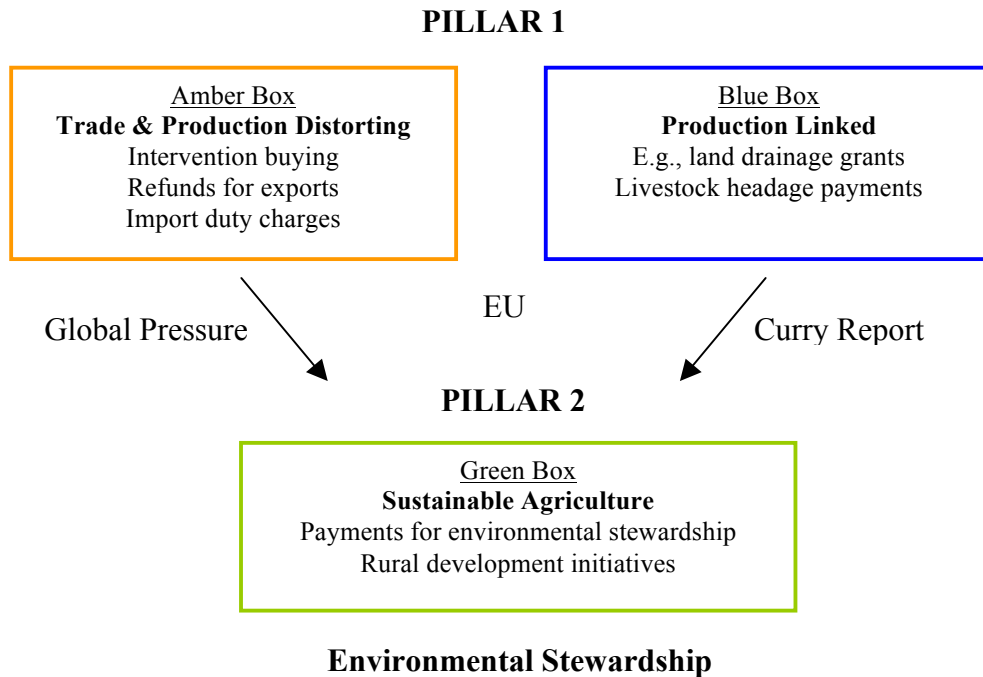 PILLAR 1
Amber Box
Trade & Production Distorting
Intervention buying
Refunds for exports
Import duty charges
Blue Box
Production Linked
E.g., land drainage grants
Livestock headage payments
Global Pressure
EU
Curry Report
PILLAR 2
Green Box
Sustainable Agriculture
Payments for environmental stewardship
Rural development initiatives
Environmental Stewardship